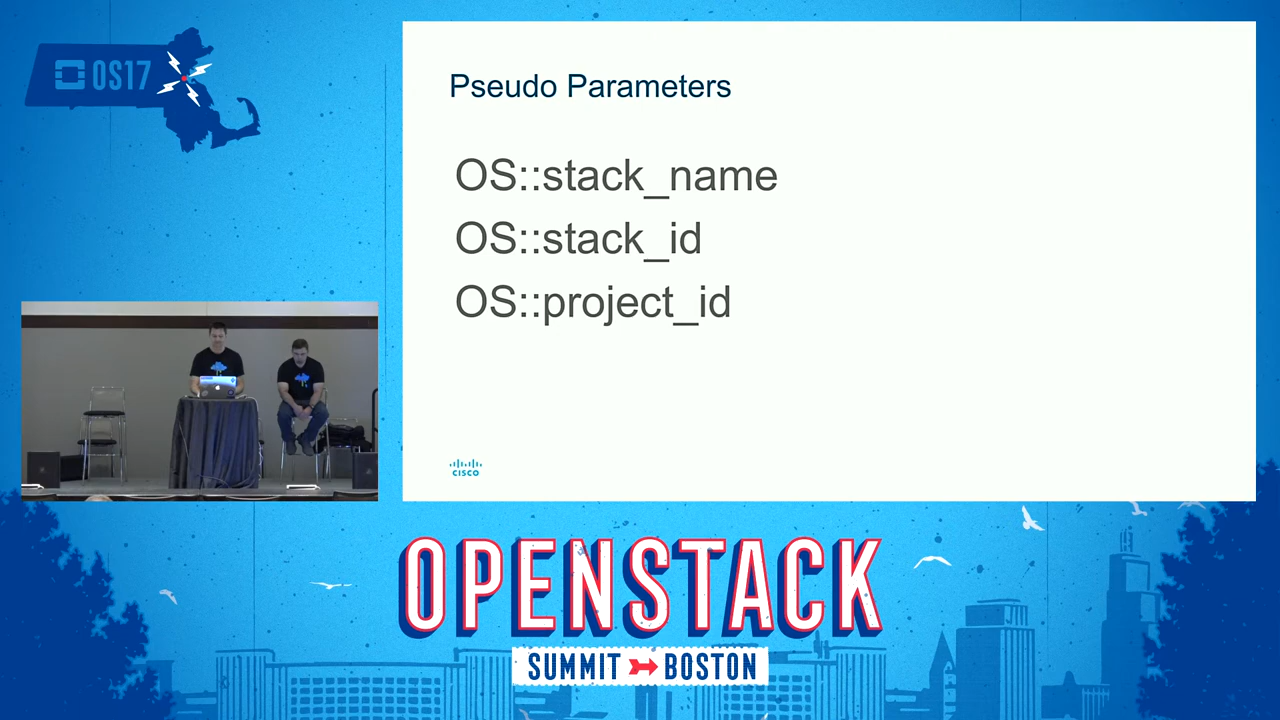 OS17
Pseudo Parameters
OS::stack_name
OS::stack_id
OS::project_id
CISCO
OPENSTACK
SUMMIT BOSTON